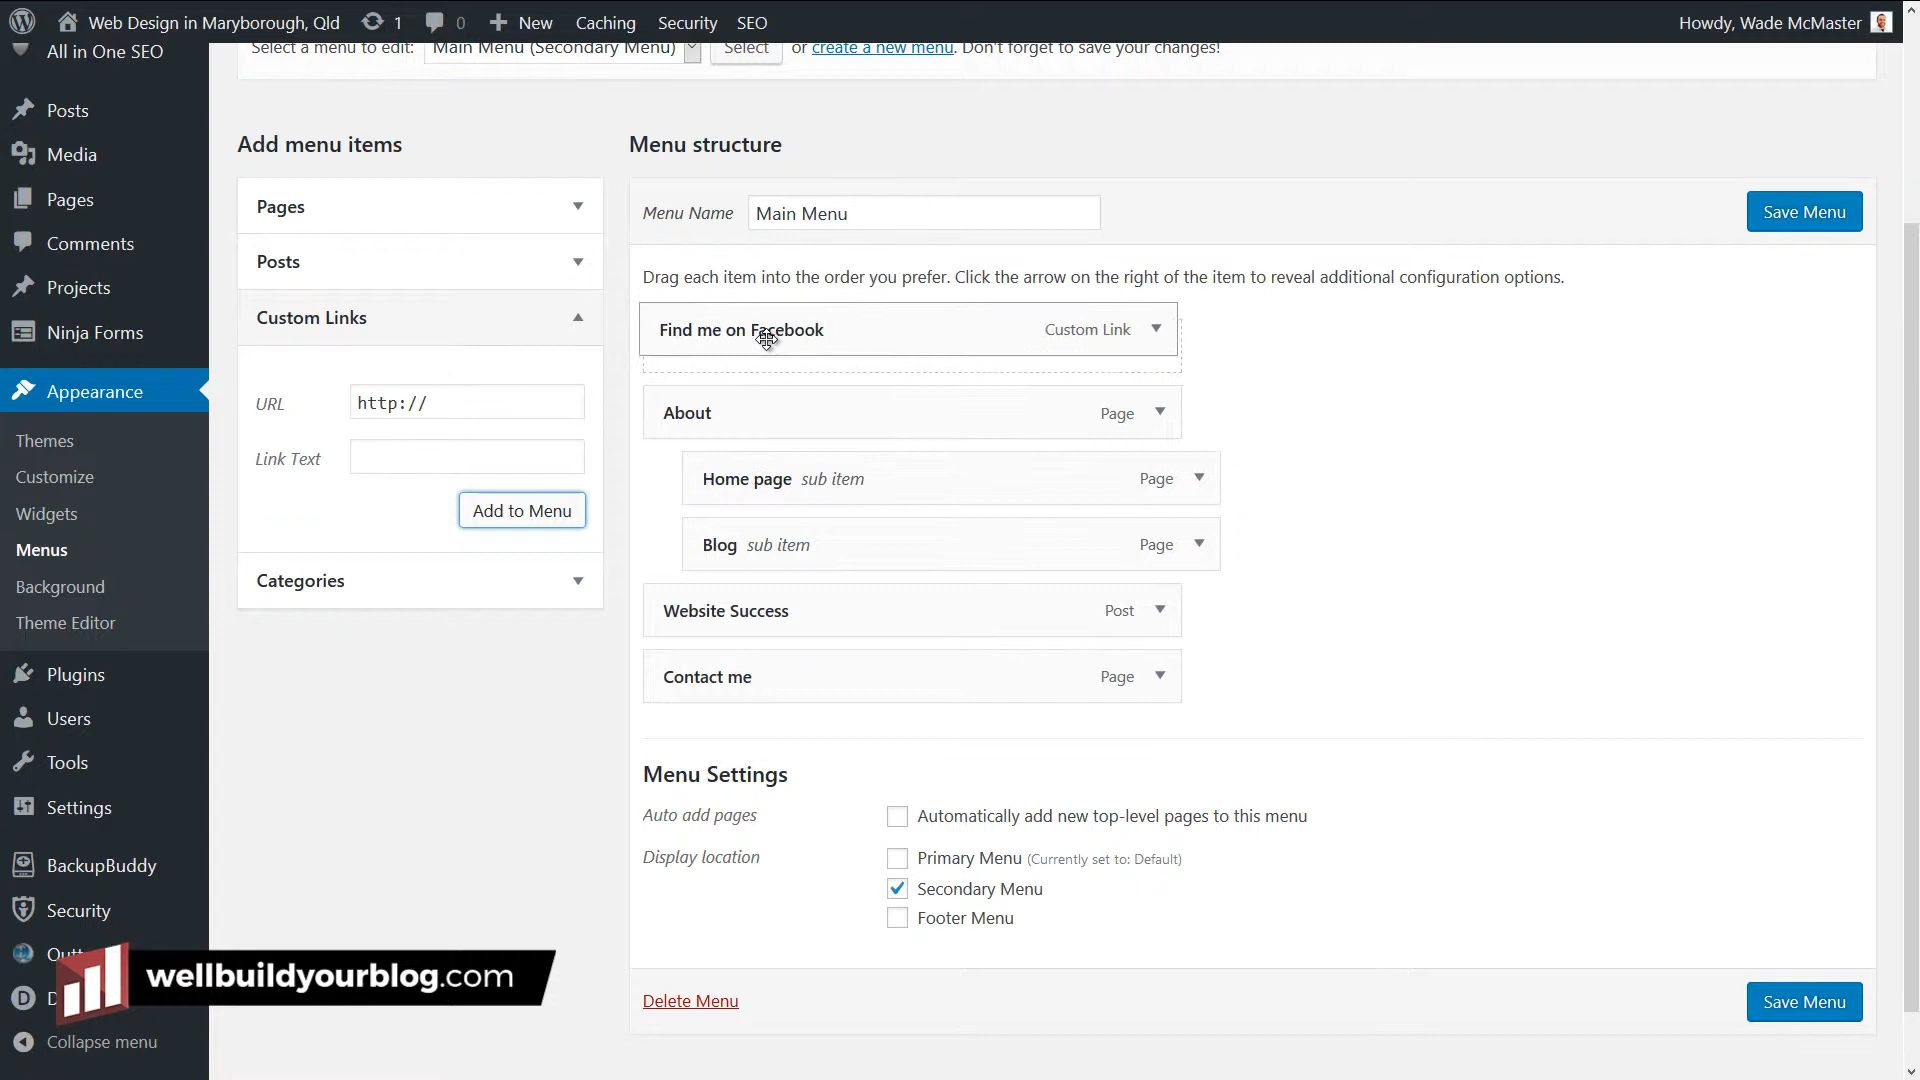 Web Design in Maryborough, Qld 1 0 New Caching Security SEO Howdy, Wade McMaster
All in One SEO
Select a menu to edit: Main Menu (Secondary Menu) Select or create a new menu. Don't forget to save your changes!
Posts
Media
Pages
Comments
Projects
Ninja Forms
Appearance
Themes
Customize
Widgets
Menus
Background
Theme Editor
Plugins
Users
Tools
Settings
BackupBuddy
Security
Collapse menu
Add menu items
Pages
Posts
Custom Links
URL http://
Link Text
Add to Menu
Categories
Menu structure
Menu Name Main Menu Save Menu
Drag each item into the order you prefer. Click the arrow on the right of the item to reveal additional configuration options.
Find me on Facebook Custom Link
About Page
Home page sub item Page
Blog sub item Page
Website Success Post
Contact me Page
Menu Settings
Auto add pages Automatically add new top-level pages to this menu
Display location Primary Menu (Currently set to: Default)
Secondary Menu
Footer Menu
Delete Menu Save Menu
wellbuildyourblog.com